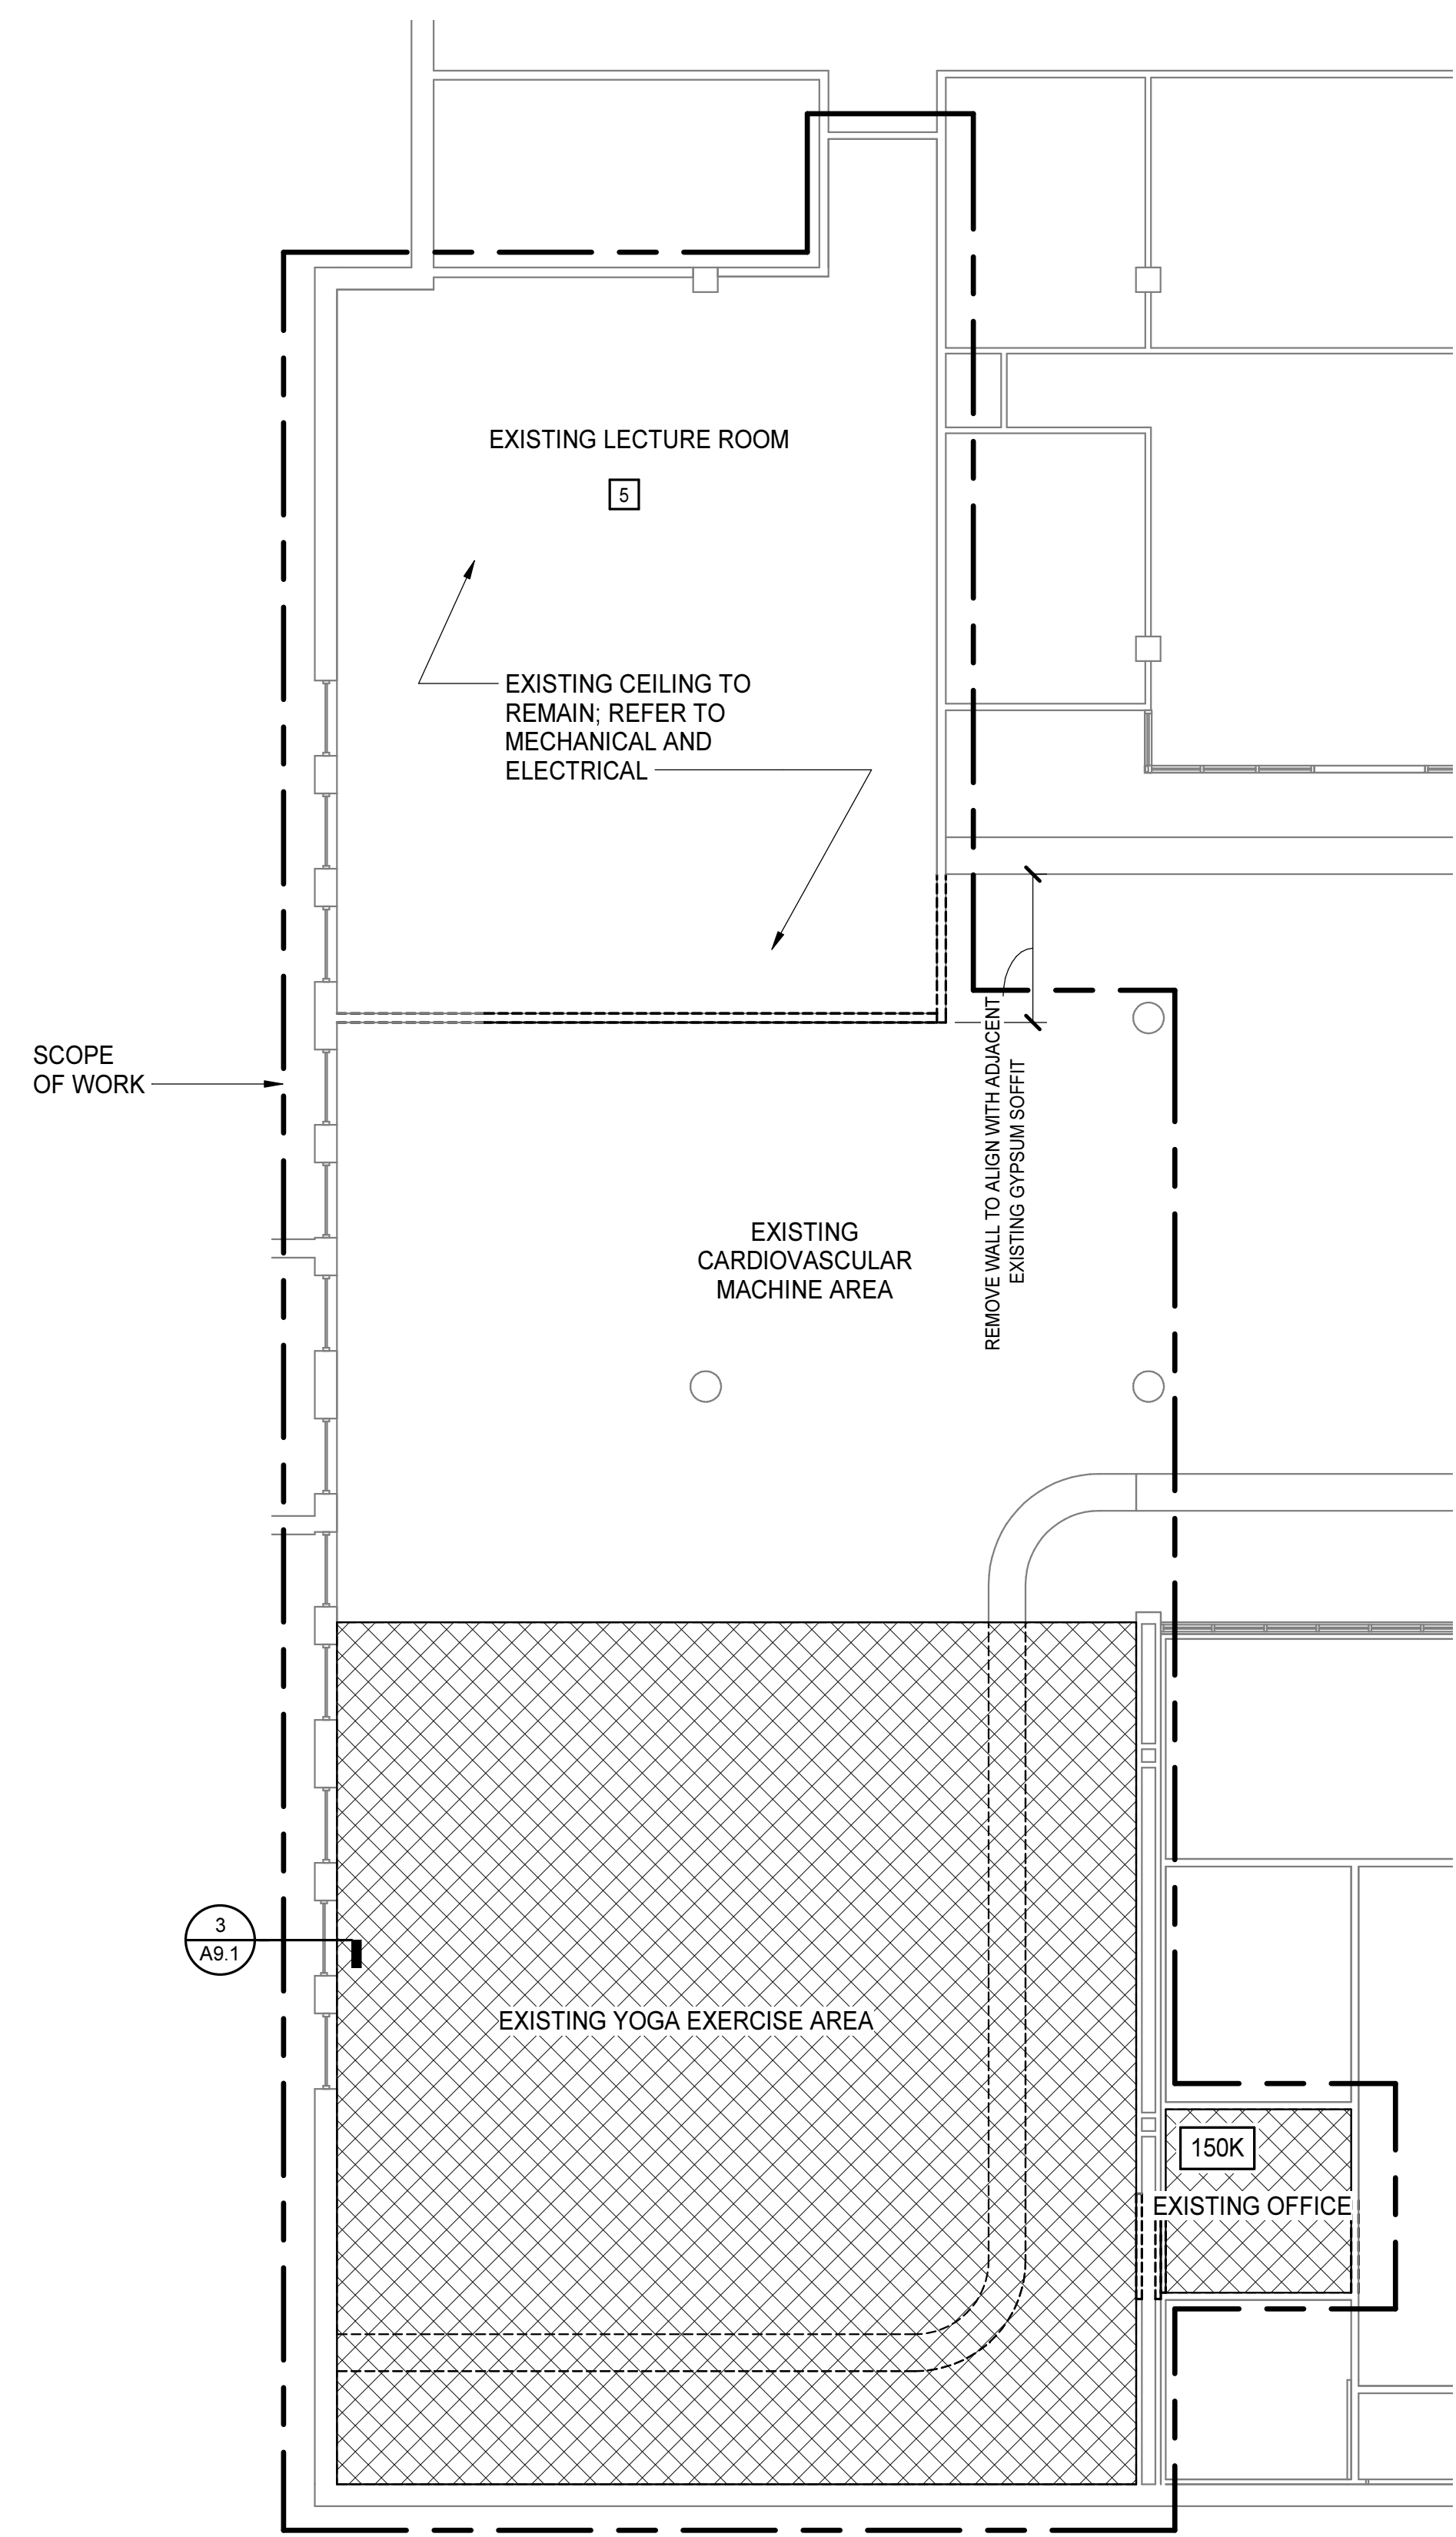 EXISTING LECTURE ROOM
5
EXISTING CEILING TO
REMAIN; REFER TO
MECHANICAL AND
ELECTRICAL
SCOPE
OF WORK
REMOVE WALL TO ALIGN WITH ADJACENT
EXISTING GYPSUM SOFFIT
EXISTING
CARDIOVASCULAR
MACHINE AREA
3
A9.1
EXISTING YOGA EXERCISE AREA
150K
EXISTING OFFICE